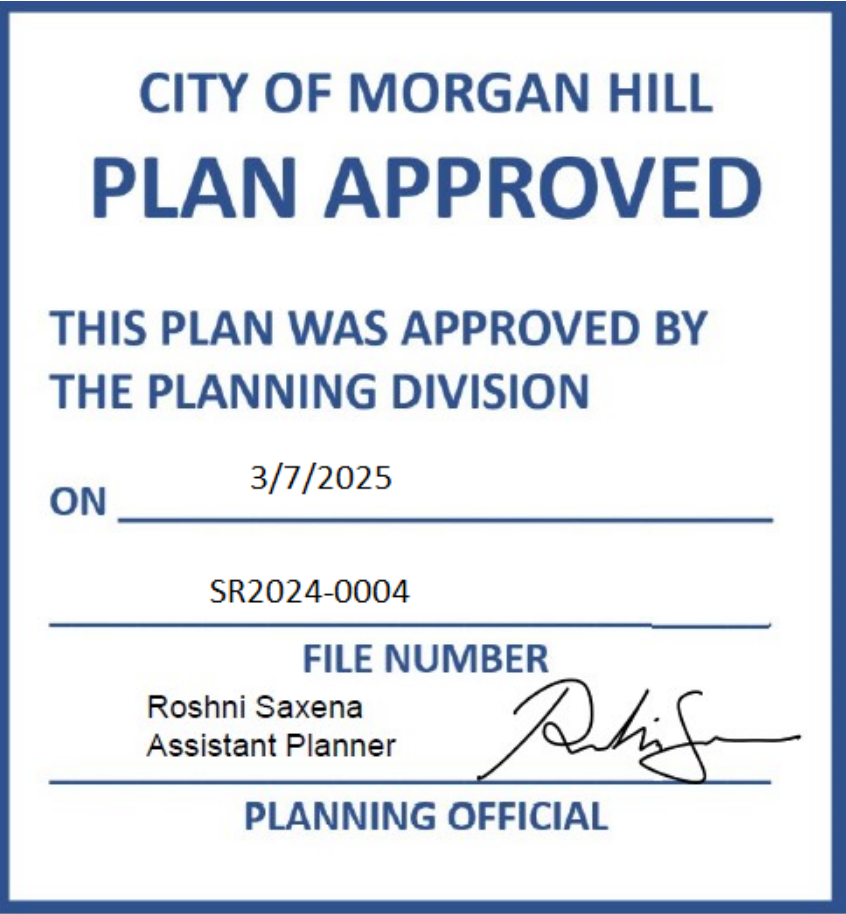 CITY OF MORGAN HILL
PLAN APPROVED
THIS PLAN WAS APPROVED BY
THE PLANNING DIVISION
ON 3/7/2025
SR2024-0004
FILE NUMBER
Roshni Saxena
Assistant Planner
PLANNING OFFICIAL